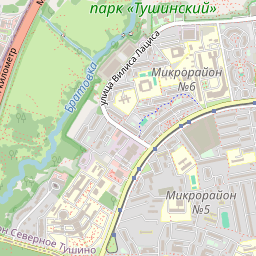 парк «Тушинский»
километр
М
Братовка
улица Вилиса Лациса
Микрорайон
№6
Микрорайон
№5
он Северное Тушино